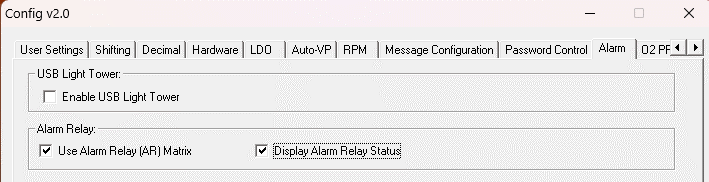 Config v2.0
User Settings Shifting Decimal Hardware LDO Auto-VP RPM Message Configuration Password Control Alarm O2 PF
USB Light Tower:
Enable USB Light Tower
Alarm Relay:
Use Alarm Relay (AR) Matrix Display Alarm Relay Status